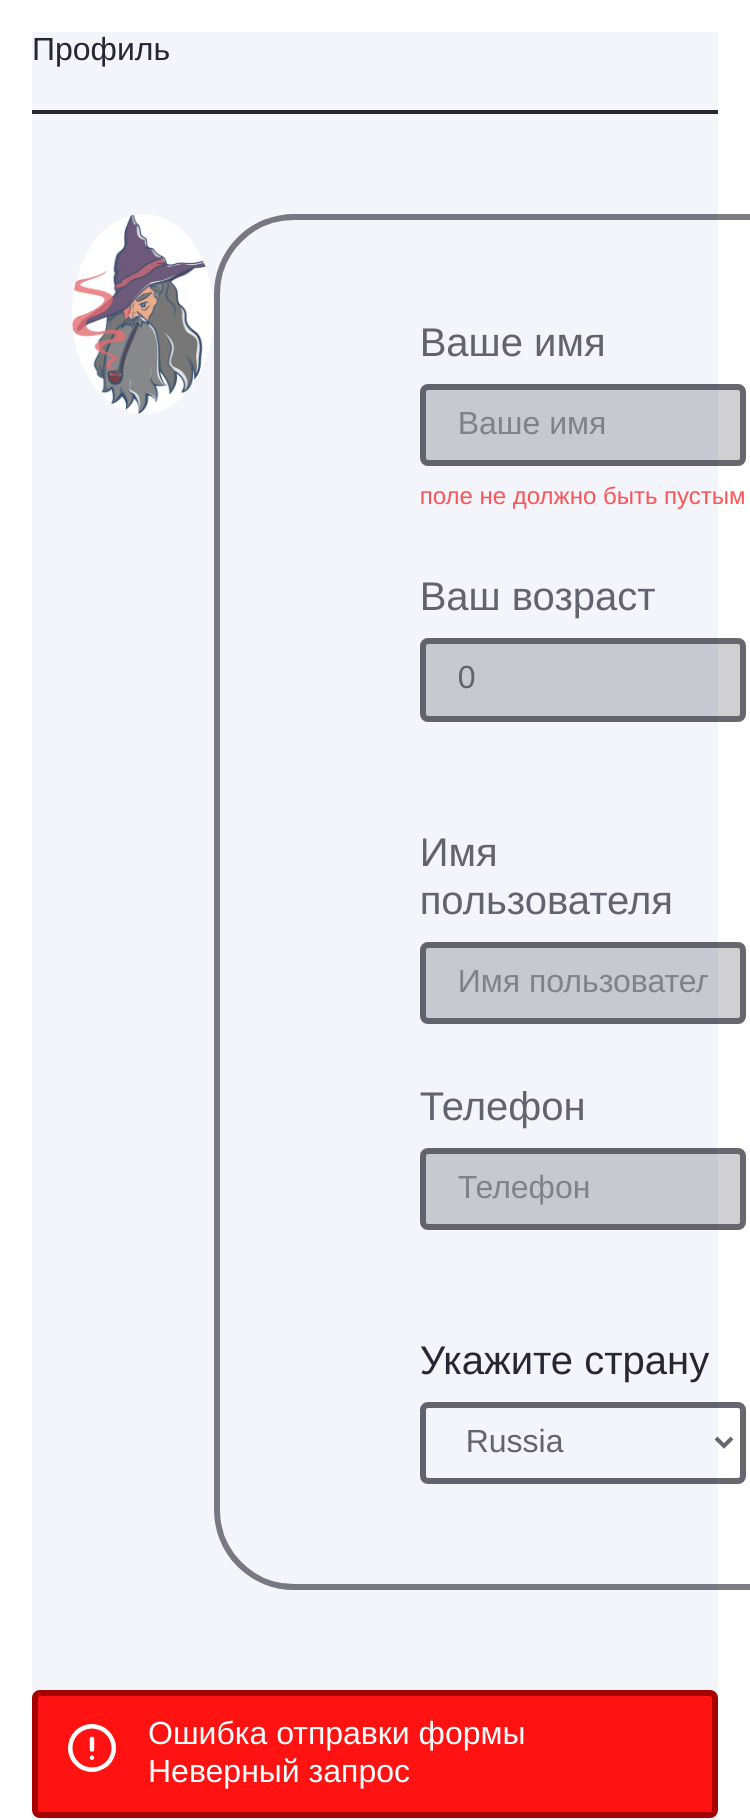 Профиль
Ваше имя
Ваше имя
поле не должно быть пустым
Ваш возраст
0
Имя
пользователя
Имя пользовател
Телефон
Телефон
Укажите страну
Russia
Ошибка отправки формы
Неверный запрос